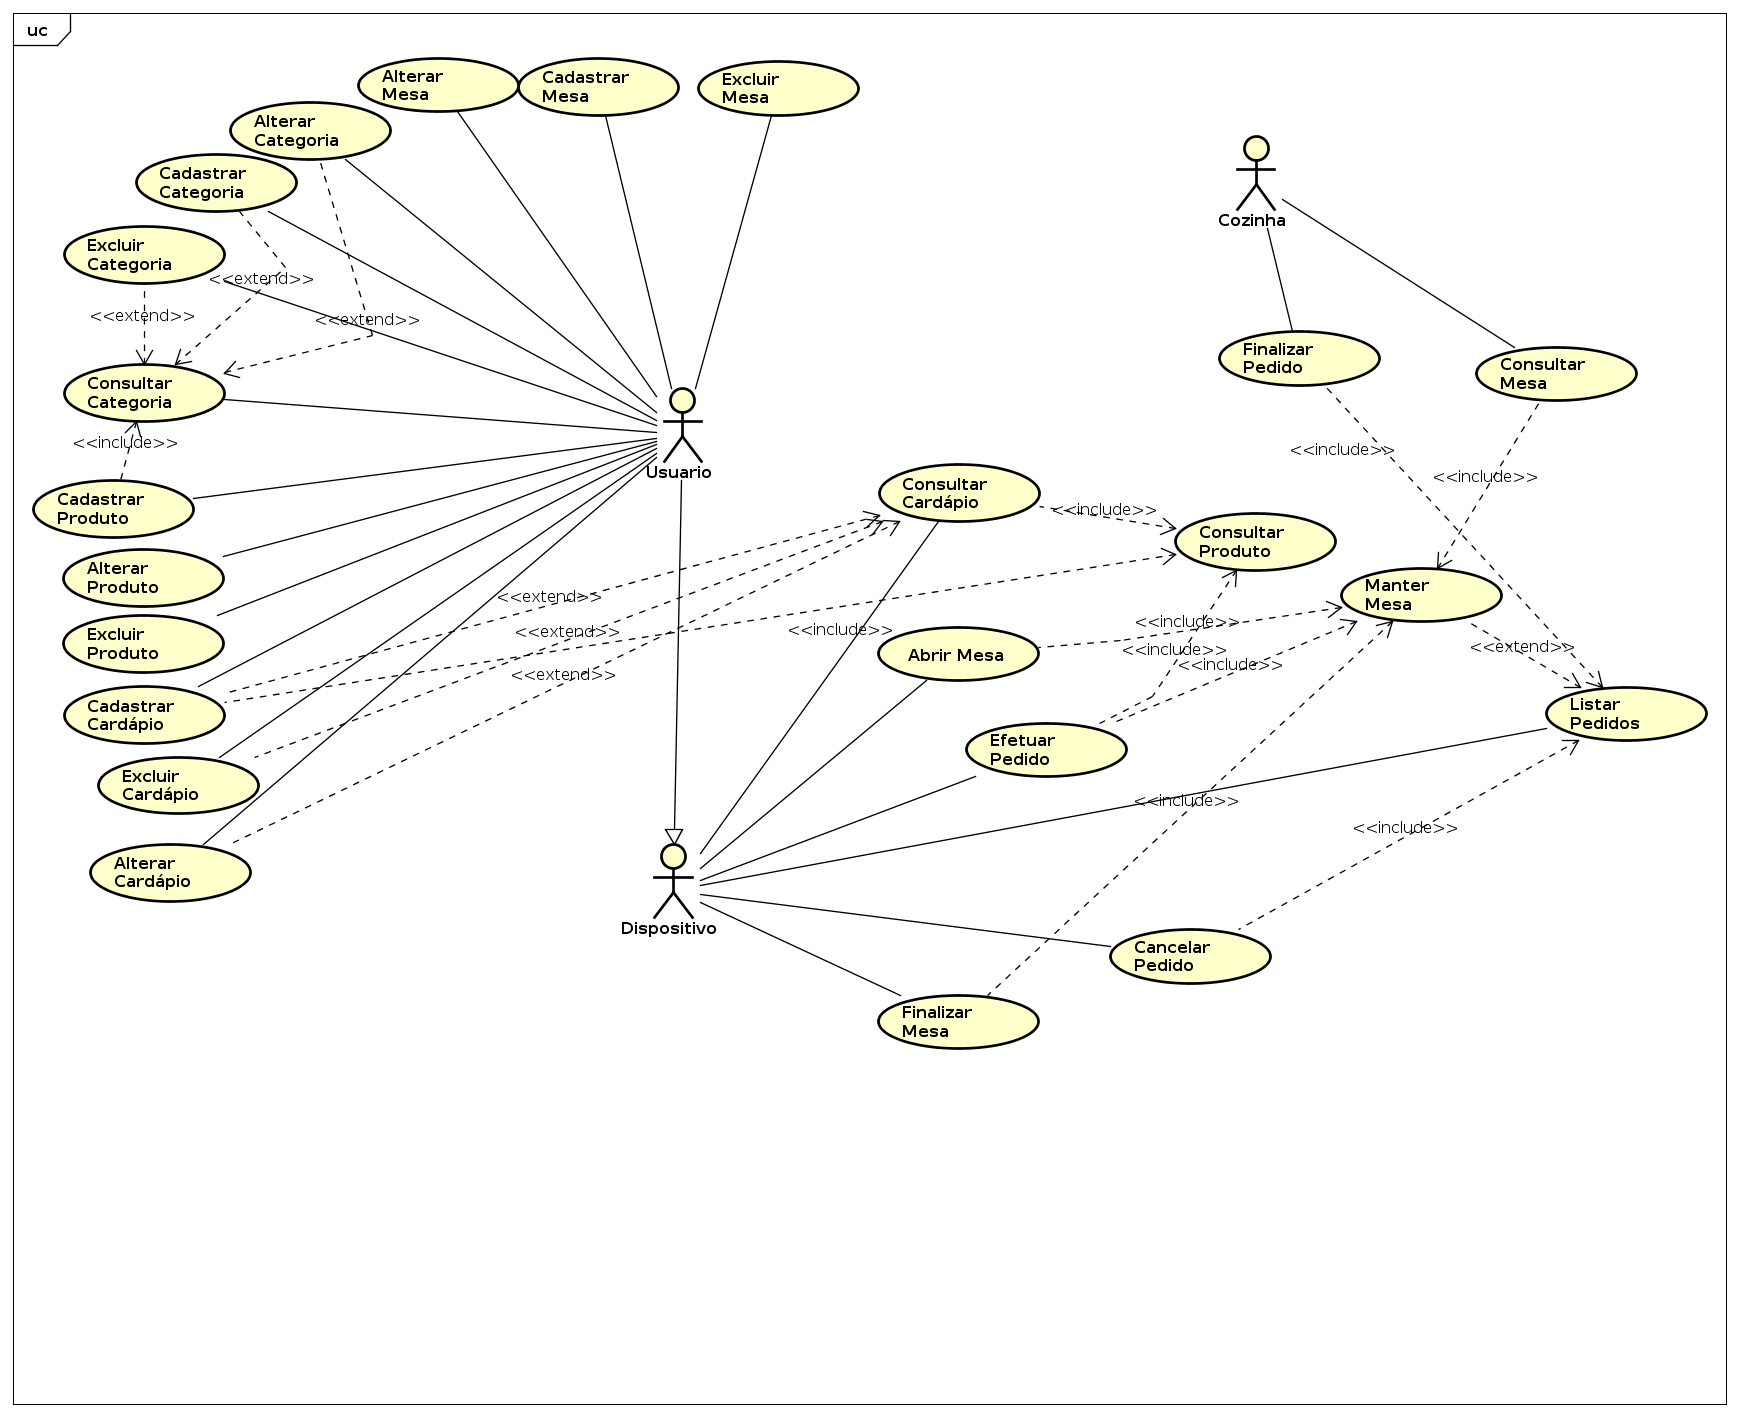 uc
Alterar
Mesa
Cadastrar
Mesa
Excluir
Mesa
Alterar
Categoria
Cadastrar
Categoria
Excluir
Categoria
Cozinha
<<extend>>
<<extend>>
<<extend>>
Finalizar
Pedido
Consultar
Mesa
Consultar
Categoria
<<include>>
<<include>>
Usuario
<<include>>
Consultar
Cardápio
Cadastrar
Produto
<<include>>
Consultar
Produto
Alterar
Produto
Manter
Mesa
<<extend>>
<<include>>
<<extend>>
<<include>>
Excluir
Produto
<<include>>
<<extend>>
Abrir Mesa
<<include>>
<<extend>>
Cadastrar
Cardápio
Listar
Pedidos
Efetuar
Pedido
Excluir
Cardápio
<<include>>
<<include>>
Alterar
Cardápio
Dispositivo
Cancelar
Pedido
Finalizar
Mesa